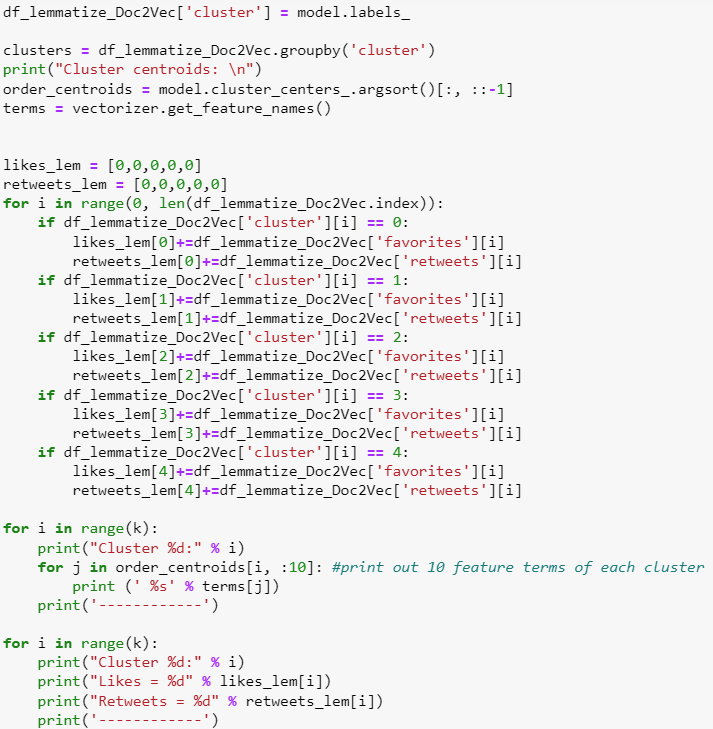 df_lemmatize_Doc2Vec['cluster'] = model.labels_

clusters = df_lemmatize_Doc2Vec.groupby('cluster')
print("Cluster centroids: \n")
order_centroids = model.cluster_centers_.argsort()[:, ::-1]
terms = vectorizer.get_feature_names()


likes_lem = [0,0,0,0,0]
retweets_lem = [0,0,0,0,0]
for i in range(0, len(df_lemmatize_Doc2Vec.index)):
    if df_lemmatize_Doc2Vec['cluster'][i] == 0:
        likes_lem[0]+=df_lemmatize_Doc2Vec['favorites'][i]
        retweets_lem[0]+=df_lemmatize_Doc2Vec['retweets'][i]
    if df_lemmatize_Doc2Vec['cluster'][i] == 1:
        likes_lem[1]+=df_lemmatize_Doc2Vec['favorites'][i]
        retweets_lem[1]+=df_lemmatize_Doc2Vec['retweets'][i]
    if df_lemmatize_Doc2Vec['cluster'][i] == 2:
        likes_lem[2]+=df_lemmatize_Doc2Vec['favorites'][i]
        retweets_lem[2]+=df_lemmatize_Doc2Vec['retweets'][i]
    if df_lemmatize_Doc2Vec['cluster'][i] == 3:
        likes_lem[3]+=df_lemmatize_Doc2Vec['favorites'][i]
        retweets_lem[3]+=df_lemmatize_Doc2Vec['retweets'][i]
    if df_lemmatize_Doc2Vec['cluster'][i] == 4:
        likes_lem[4]+=df_lemmatize_Doc2Vec['favorites'][i]
        retweets_lem[4]+=df_lemmatize_Doc2Vec['retweets'][i]

for i in range(k):
    print("Cluster %d:" % i)
    for j in order_centroids[i, :10]: #print out 10 feature terms of each cluster
        print (' %s' % terms[j])
    print('------------')

for i in range(k):
    print("Cluster %d:" % i)
    print("Likes = %d" % likes_lem[i])
    print("Retweets = %d" % retweets_lem[i])
    print('------------')